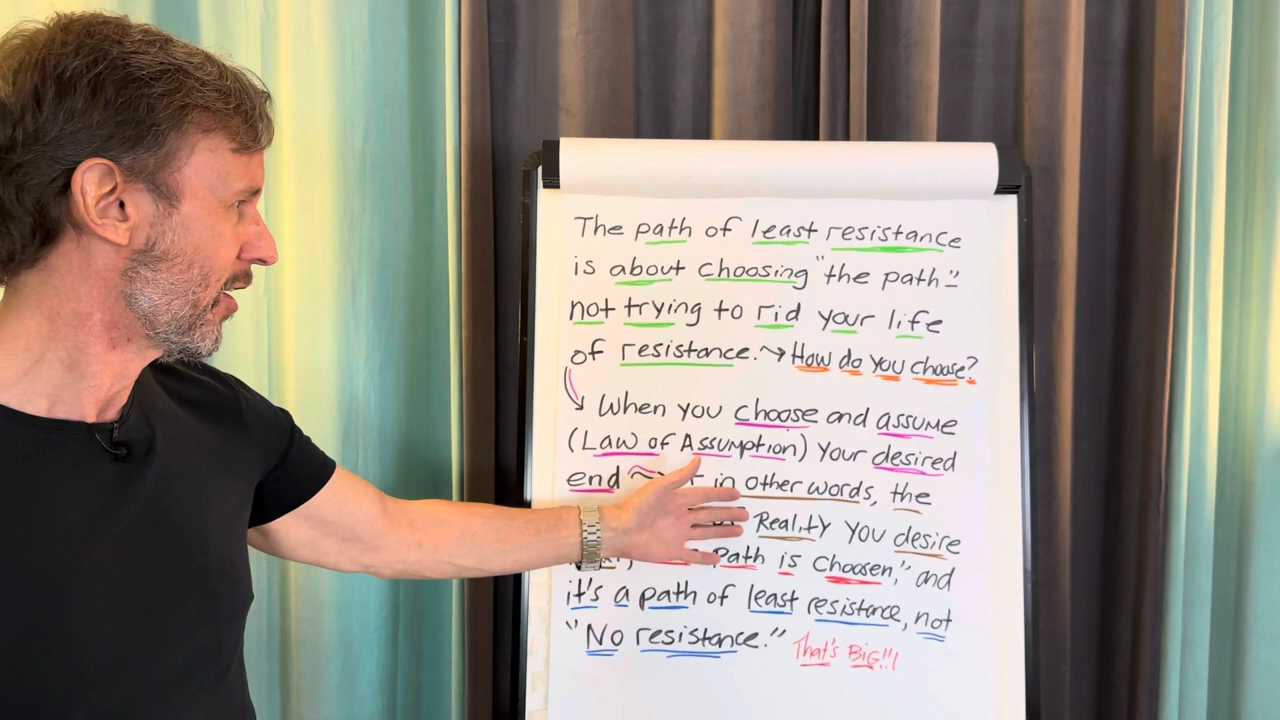 The path of least resistance
is about choosing "the path"
not trying to rid your life
of resistance. → How do you choose?
When you choose and assume
(Law of Assumption) your desired
end in other words, the
Reality you desire
Path is Choosen," and
it's a path of least resistance, not
"No resistance." That's BIG!!!